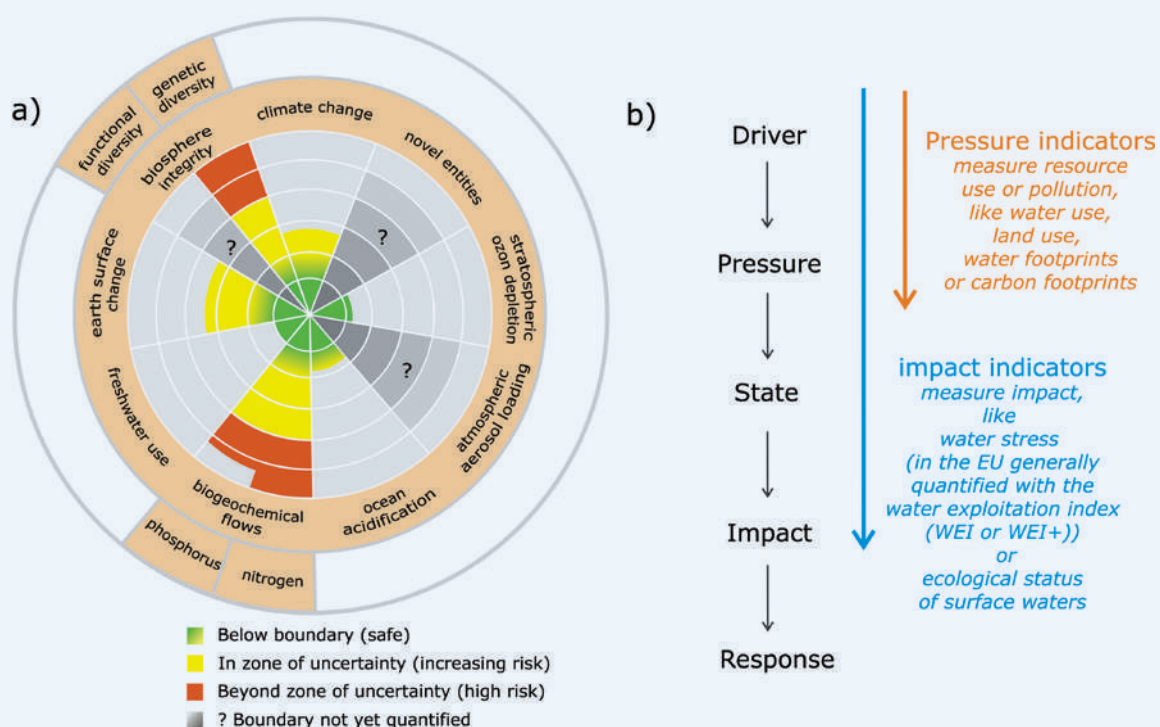 a)
genetic
diversity
functional
diversity
biosphere
integrity
climate change
novel entities
stratospheric
ozon depletion
atmospheric
aerosol loading
ocean
acidification
biogeochemical
flows
nitrogen
phosphorus
freshwater use
earth surface
change
?
?
?
Below boundary (safe)
In zone of uncertainty (increasing risk)
Beyond zone of uncertainty (high risk)
? Boundary not yet quantified
b)
Driver
Pressure
State
Impact
Response
Pressure indicators
measure resource
use or pollution,
like water use,
land use,
water footprints
or carbon footprints
impact indicators
measure impact,
like
water stress
(in the EU generally
quantified with the
water exploitation index
(WEI or WEI+))
or
ecological status
of surface waters